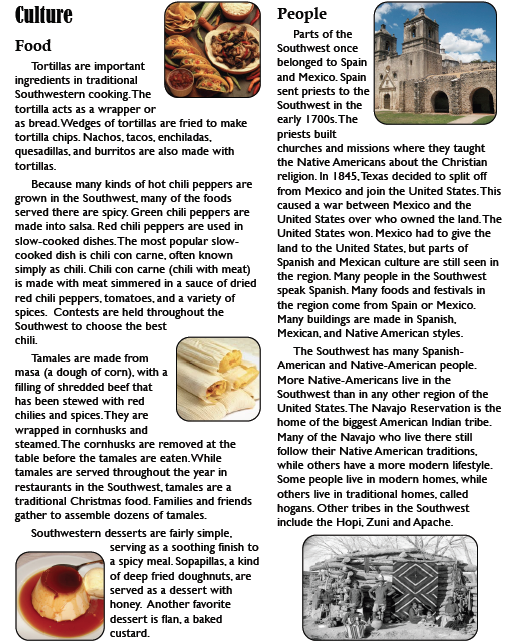 Culture
Food
Tortillas are important
ingredients in traditional
Southwestern cooking. The
tortilla acts as a wrapper or
as bread. Wedges of tortillas are fried to make
tortilla chips. Nachos, tacos, enchiladas,
quesadillas, and burritos are also made with
tortillas.
Because many kinds of hot chili peppers are
grown in the Southwest, many of the foods
served there are spicy. Green chili peppers are
made into salsa. Red chili peppers are used in
slow-cooked dishes. The most popular slow-
cooked dish is chili con carne, often known
simply as chili. Chili con carne (chili with meat)
is made with meat simmered in a sauce of dried
red chili peppers, tomatoes, and a variety of
spices. Contests are held throughout the
Southwest to choose the best
chili.
Tamales are made from
masa (a dough of corn), with a
filling of shredded beef that
has been stewed with red
chilies and spices. They are
wrapped in cornhusks and
steamed. The cornhusks are removed at the
table before the tamales are eaten. While
tamales are served throughout the year in
restaurants in the Southwest, tamales are a
traditional Christmas food. Families and friends
gather to assemble dozens of tamales.
Southwestern desserts are fairly simple,
serving as a soothing finish to
a spicy meal. Sopapillas, a kind
of deep fried doughnuts, are
served as a dessert with
honey. Another favorite
dessert is flan, a baked
custard.
People
Parts of the
Southwest once
belonged to Spain
and Mexico. Spain
sent priests to the
Southwest in the
early 1700s. The
priests built
churches and missions where they taught
the Native Americans about the Christian
religion. In 1845, Texas decided to split off
from Mexico and join the United States. This
caused a war between Mexico and the
United States over who owned the land. The
United States won. Mexico had to give the
land to the United States, but parts of
Spanish and Mexican culture are still seen in
the region. Many people in the Southwest
speak Spanish. Many foods and festivals in
the region come from Spain or Mexico.
Many buildings are made in Spanish,
Mexican, and Native American styles.
The Southwest has many Spanish-
American and Native-American people.
More Native-Americans live in the
Southwest than in any other region of the
United States. The Navajo Reservation is the
home of the biggest American Indian tribe.
Many of the Navajo who live there still
follow their Native American traditions,
while others have a more modern lifestyle.
Some people live in modern homes, while
others live in traditional homes, called
hogans. Other tribes in the Southwest
include the Hopi, Zuni and Apache.